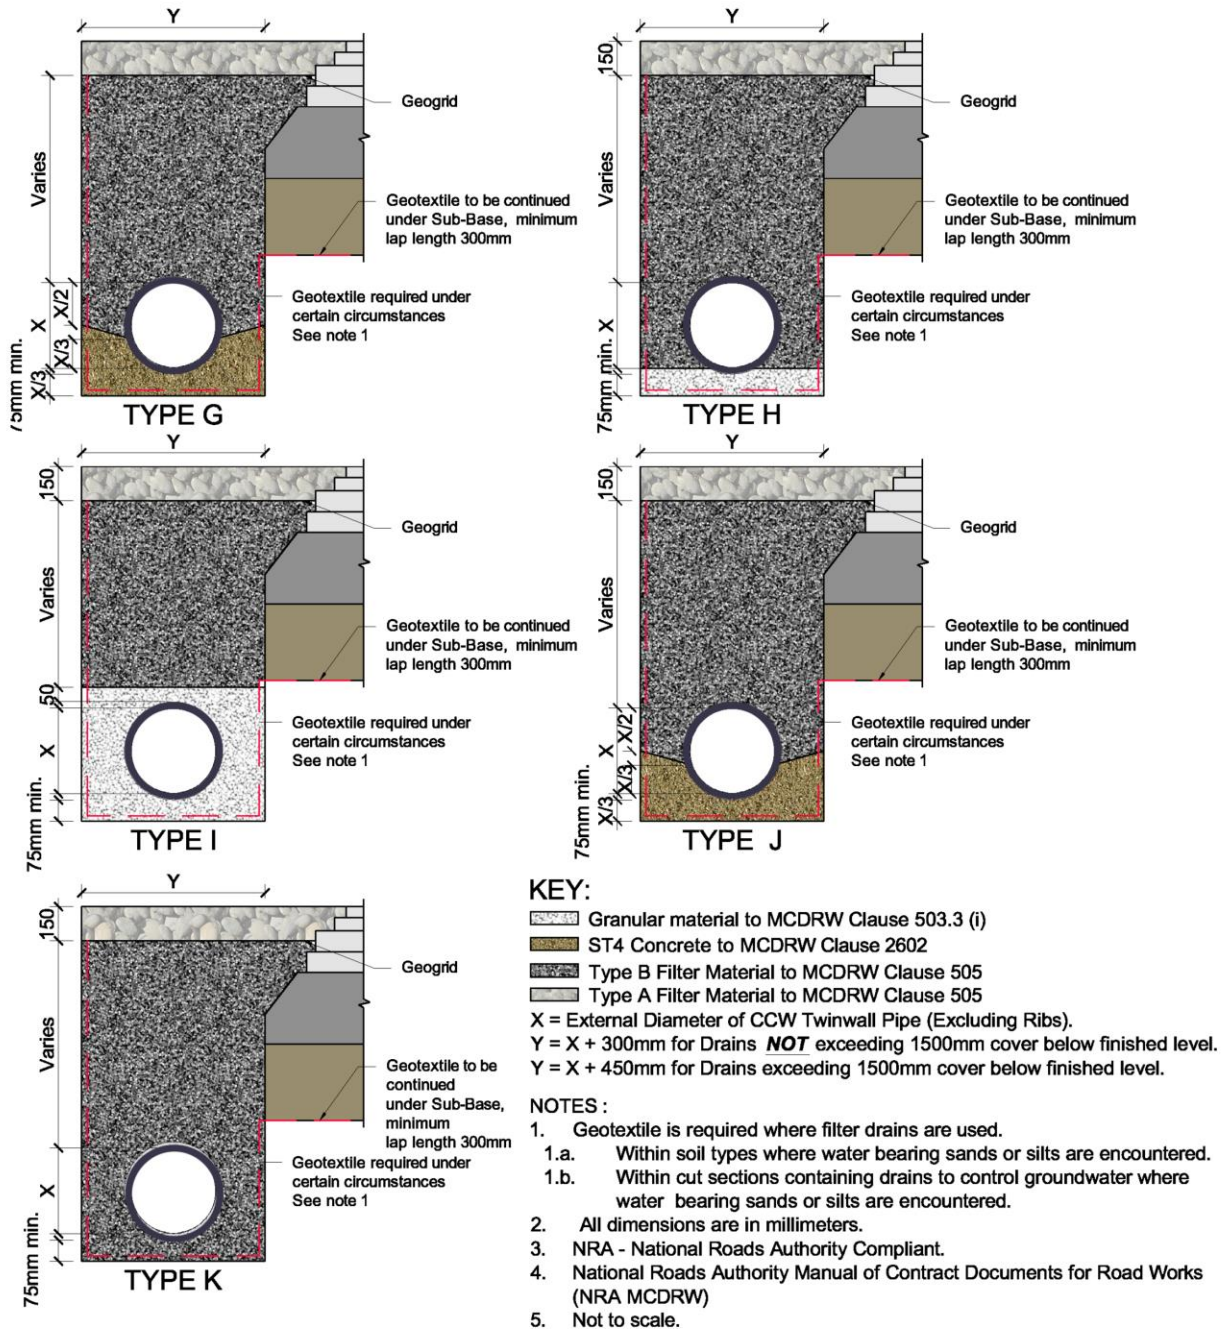 Y
Varies
X
X/2
X/3
X/3
75mm min.
Geogrid
Geotextile to be continued
under Sub-Base, minimum
lap length 300mm
Geotextile required under
certain circumstances
See note 1
TYPE G
Y
150
Varies
X
75mm min.
Geogrid
Geotextile to be continued
under Sub-Base, minimum
lap length 300mm
Geotextile required under
certain circumstances
See note 1
TYPE H
Y
150
Varies
50
X
75mm min.
Geogrid
Geotextile to be continued
under Sub-Base, minimum
lap length 300mm
Geotextile required under
certain circumstances
See note 1
TYPE I
Y
150
Varies
X
X/2
X/3
X/3
75mm min.
Geogrid
Geotextile to be continued
under Sub-Base, minimum
lap length 300mm
Geotextile required under
certain circumstances
See note 1
TYPE J
Y
150
Varies
X
75mm min.
Geogrid
Geotextile to be
continued
under Sub-Base,
minimum
lap length 300mm
Geotextile required under
certain circumstances
See note 1
TYPE K
KEY:
Granular material to MCDRW Clause 503.3 (i)
ST4 Concrete to MCDRW Clause 2602
Type B Filter Material to MCDRW Clause 505
Type A Filter Material to MCDRW Clause 505
X = External Diameter of CCW Twinwall Pipe (Excluding Ribs).
Y = X + 300mm for Drains NOT exceeding 1500mm cover below finished level.
Y = X + 450mm for Drains exceeding 1500mm cover below finished level.
NOTES :
1. Geotextile is required where filter drains are used.
1.a. Within soil types where water bearing sands or silts are encountered.
1.b. Within cut sections containing drains to control groundwater where
water bearing sands or silts are encountered.
2. All dimensions are in millimeters.
3. NRA - National Roads Authority Compliant.
4. National Roads Authority Manual of Contract Documents for Road Works
(NRA MCDRW)
5. Not to scale.